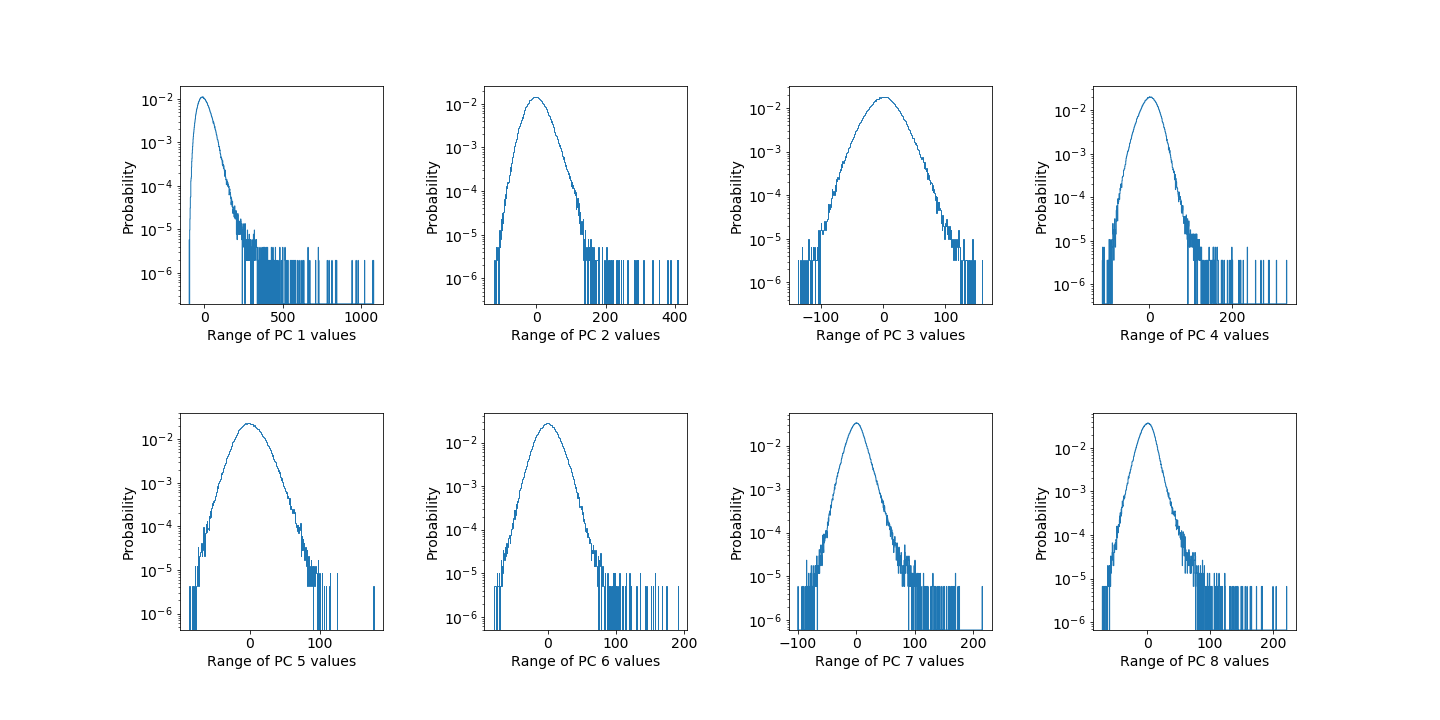 10⁻² 10⁻³ 10⁻⁴ 10⁻⁵ 10⁻⁶
Probability
0 500 1000
Range of PC 1 values
10⁻² 10⁻³ 10⁻⁴ 10⁻⁵ 10⁻⁶
Probability
0 200 400
Range of PC 2 values
10⁻² 10⁻³ 10⁻⁴ 10⁻⁵ 10⁻⁶
Probability
−100 0 100
Range of PC 3 values
10⁻² 10⁻³ 10⁻⁴ 10⁻⁵ 10⁻⁶
Probability
0 200
Range of PC 4 values
10⁻² 10⁻³ 10⁻⁴ 10⁻⁵ 10⁻⁶
Probability
0 100
Range of PC 5 values
10⁻² 10⁻³ 10⁻⁴ 10⁻⁵ 10⁻⁶
Probability
0 100 200
Range of PC 6 values
10⁻² 10⁻³ 10⁻⁴ 10⁻⁵ 10⁻⁶
Probability
−100 0 100 200
Range of PC 7 values
10⁻² 10⁻³ 10⁻⁴ 10⁻⁵ 10⁻⁶
Probability
0 100 200
Range of PC 8 values